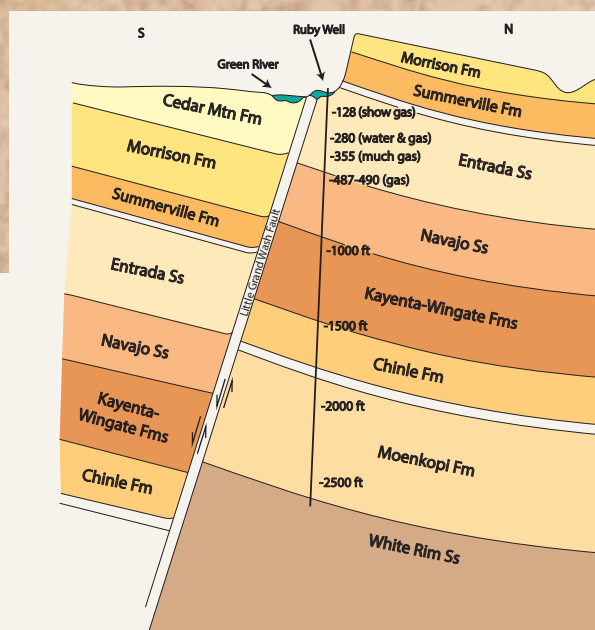 S
Ruby Well
N
Green River
Morrison Fm
Summerville Fm
Cedar Mtn Fm
-128 (show gas)
-280 (water & gas)
-355 (much gas)
-487-490 (gas)
Entrada Ss
Morrison Fm
Summerville Fm
Navajo Ss
-1000 ft
Little Grand Wash Fault
Entrada Ss
Kayenta-Wingate Fms
-1500 ft
Navajo Ss
Chinle Fm
Kayenta-
Wingate Fms
-2000 ft
Moenkopi Fm
Chinle Fm
-2500 ft
White Rim Ss